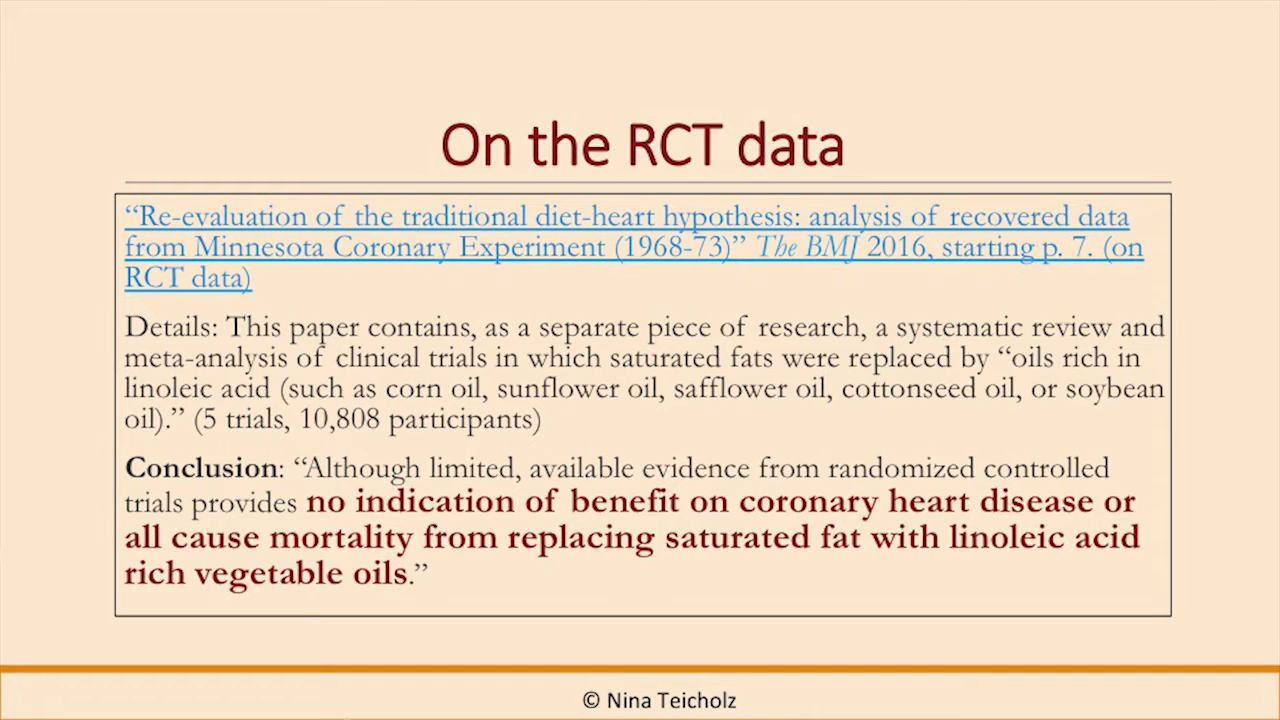 On the RCT data
“Re-evaluation of the traditional diet-heart hypothesis: analysis of recovered data
from Minnesota Coronary Experiment (1968-73)” The BMJ 2016, starting p. 7. (on
RCT data)
Details: This paper contains, as a separate piece of research, a systematic review and
meta-analysis of clinical trials in which saturated fats were replaced by “oils rich in
linoleic acid (such as corn oil, sunflower oil, safflower oil, cottonseed oil, or soybean
oil).” (5 trials, 10,808 participants)
Conclusion: “Although limited, available evidence from randomized controlled
trials provides no indication of benefit on coronary heart disease or
all cause mortality from replacing saturated fat with linoleic acid
rich vegetable oils.”
© Nina Teicholz